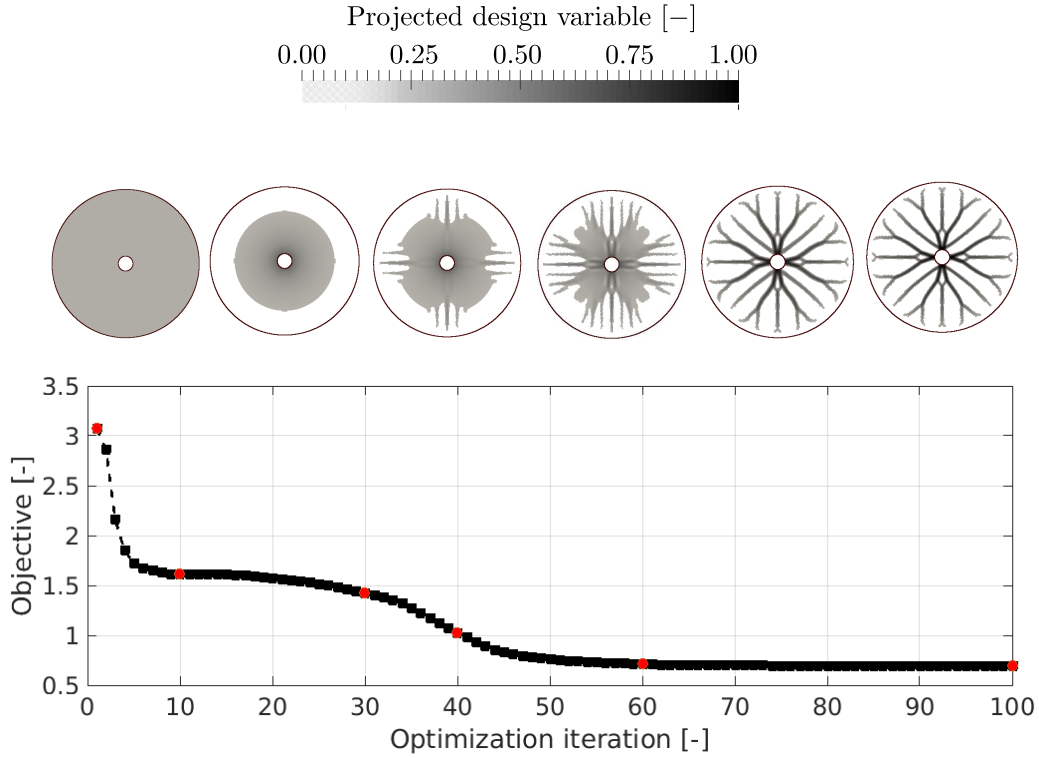 Projected design variable [−]
0.00 0.25 0.50 0.75 1.00
3.5
3
2.5
2
1.5
1
0.5
Objective [-]
0 10 20 30 40 50 60 70 80 90 100
Optimization iteration [-]